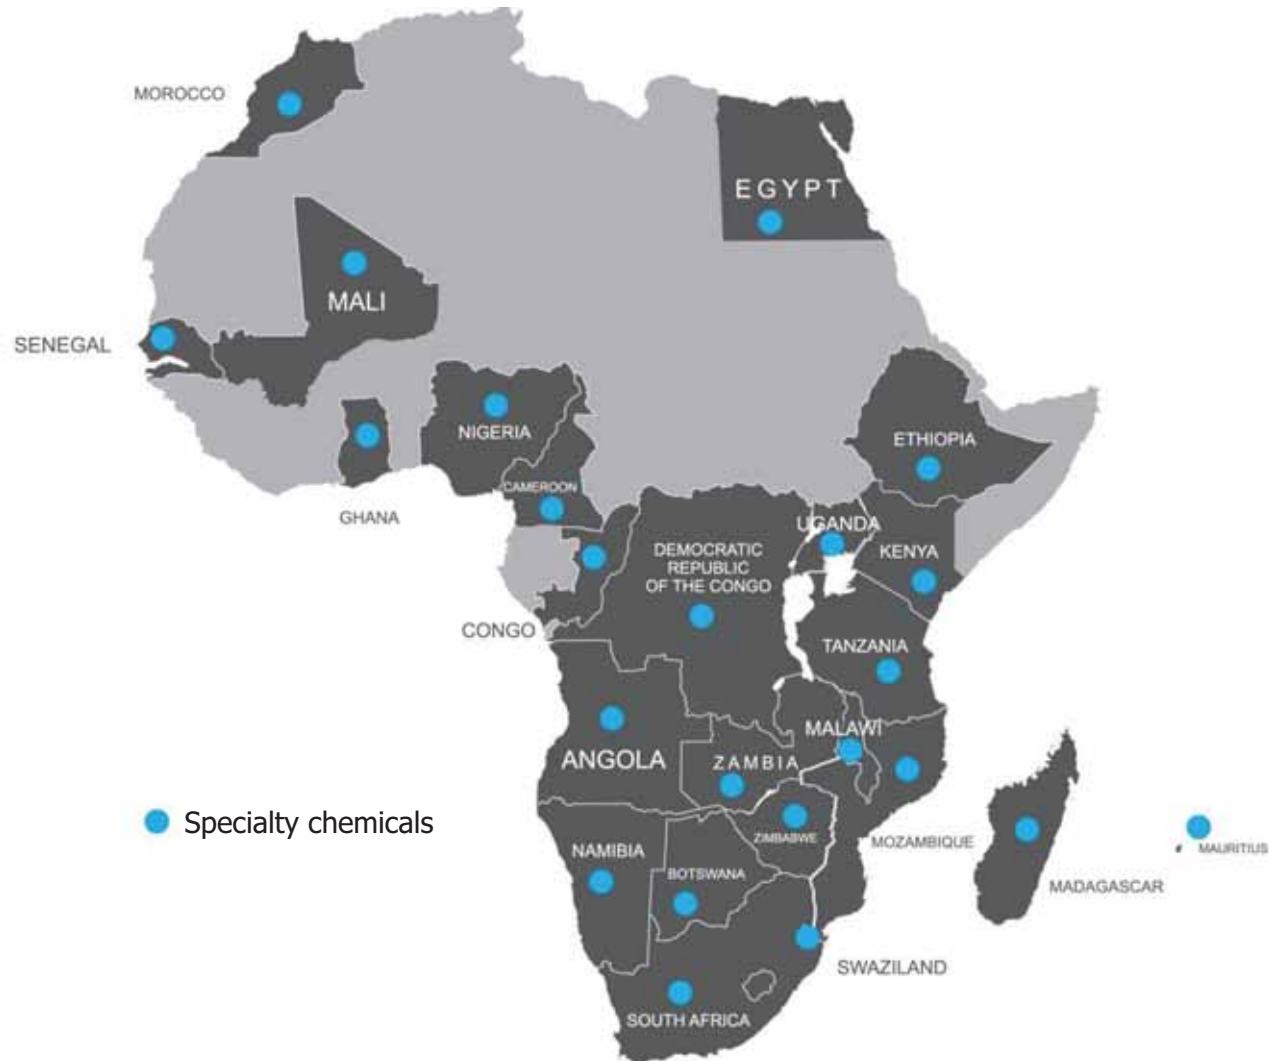 MOROCCO
EGYPT
MALI
SENEGAL
NIGERIA
ETHIOPIA
CAMEROON
GHANA
UGANDA
KENYA
DEMOCRATIC
REPUBLIC
OF THE CONGO
CONGO
TANZANIA
MALAWI
ANGOLA
ZAMBIA
Specialty chemicals
ZIMBABWE
MOZAMBIQUE
MAURITIUS
NAMIBIA
BOTSWANA
MADAGASCAR
SWAZILAND
SOUTH AFRICA